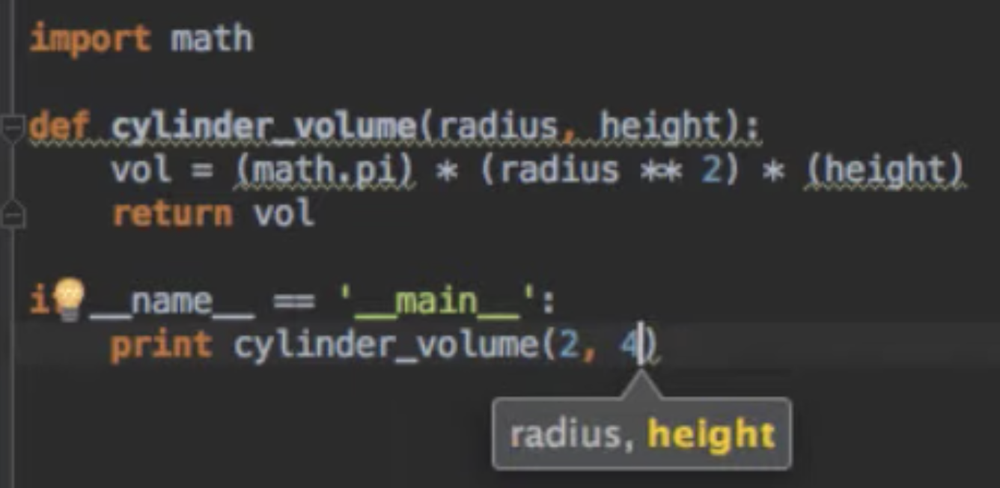 import math
def cylinder_volume(radius, height):
    vol = (math.pi) * (radius ** 2) * (height)
    return vol
if __name__ == '__main__':
    print cylinder_volume(2, 4)
radius, height